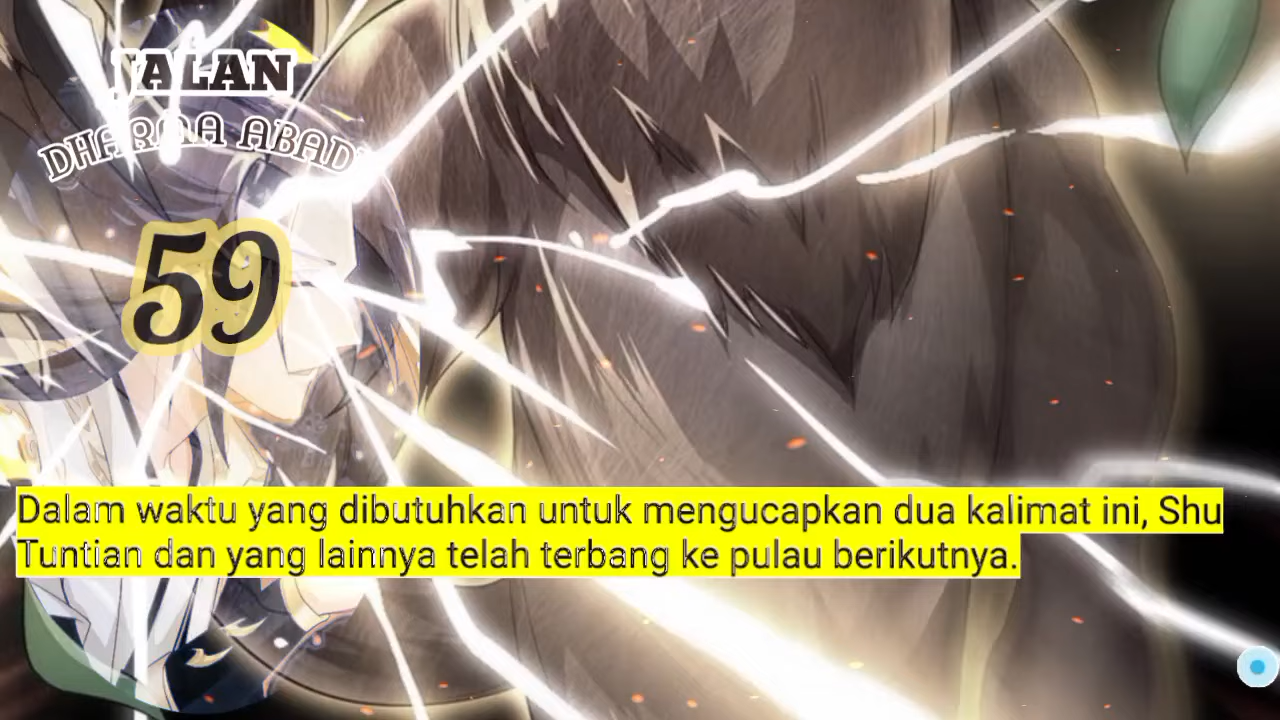 JALAN
DHARMA ABADI
59
Dalam waktu yang dibutuhkan untuk mengucapkan dua kalimat ini, Shu
Tuntian dan yang lainnya telah terbang ke pulau berikutnya.